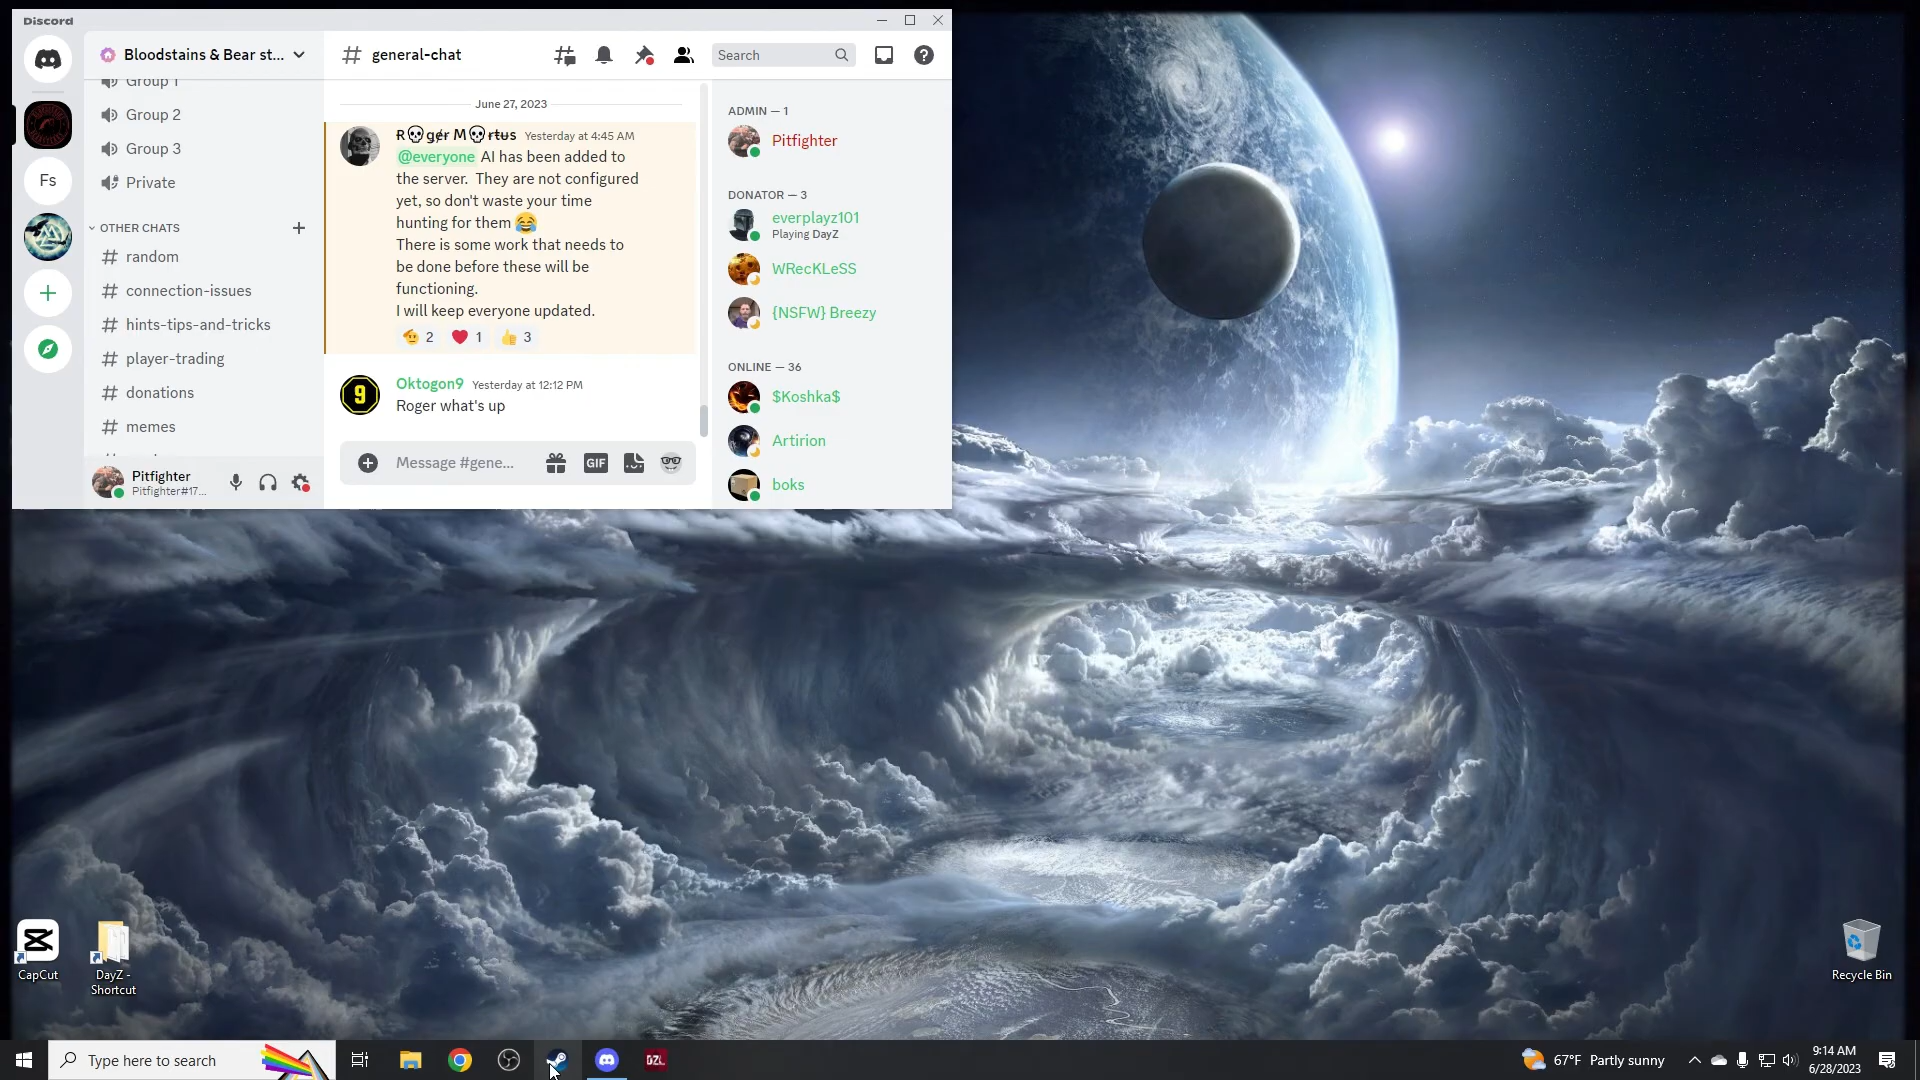 Discord
Bloodstains & Bear st...
general-chat
Search
Group 1
Group 2
Group 3
Private
Fs
OTHER CHATS
random
connection-issues
hints-tips-and-tricks
player-trading
donations
memes
Pitfighter
Pitfighter#17...
June 27, 2023
R💀gér M💀rtus Yesterday at 4:45 AM
@everyone AI has been added to
the server. They are not configured
yet, so don't waste your time
hunting for them 😂
There is some work that needs to
be done before these will be
functioning.
I will keep everyone updated.
2 1 3
Oktogon9 Yesterday at 12:12 PM
Roger what's up
9
Message #gene...
GIF
ADMIN — 1
Pitfighter
DONATOR — 3
everplayz101
Playing DayZ
WRecKLeSS
{NSFW} Breezy
ONLINE — 36
$Koshka$
Artirion
boks
CapCut
DayZ -
Shortcut
Recycle Bin
Type here to search
DZL
67°F Partly sunny
9:14 AM
6/28/2023